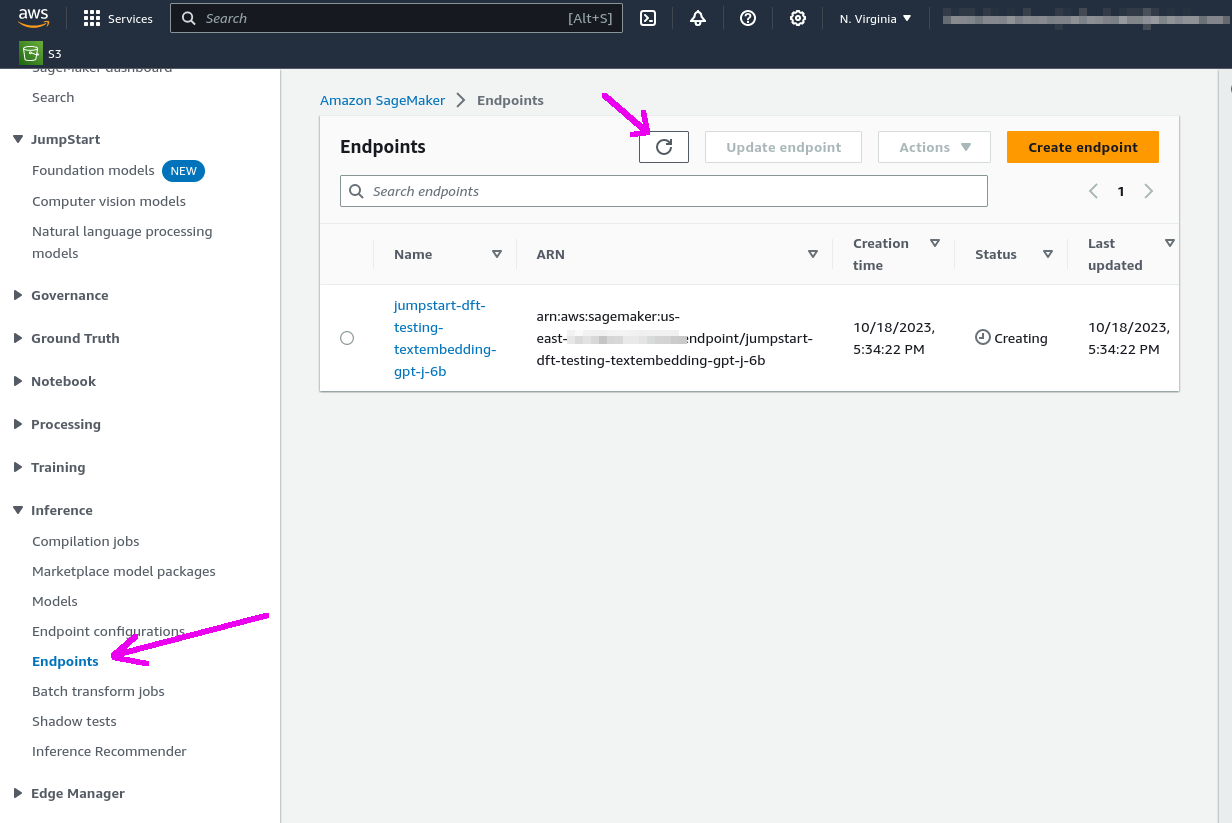 aws
Services
Search
[Alt+S]
N. Virginia
S3
SageMaker dashboard
Search
JumpStart
Foundation models NEW
Computer vision models
Natural language processing
models
Governance
Ground Truth
Notebook
Processing
Training
Inference
Compilation jobs
Marketplace model packages
Models
Endpoint configurations
Endpoints
Batch transform jobs
Shadow tests
Inference Recommender
Edge Manager
Amazon SageMaker > Endpoints
Endpoints
Update endpoint
Actions
Create endpoint
Search endpoints
1
Name
ARN
Creation
time
Status
Last
updated
jumpstart-dft-
testing-
textembedding-
gpt-j-6b
arn:aws:sagemaker:us-
east- ndpoint/jumpstart-
dft-testing-textembedding-gpt-j-6b
10/18/2023,
5:34:22 PM
Creating
10/18/2023,
5:34:22 PM